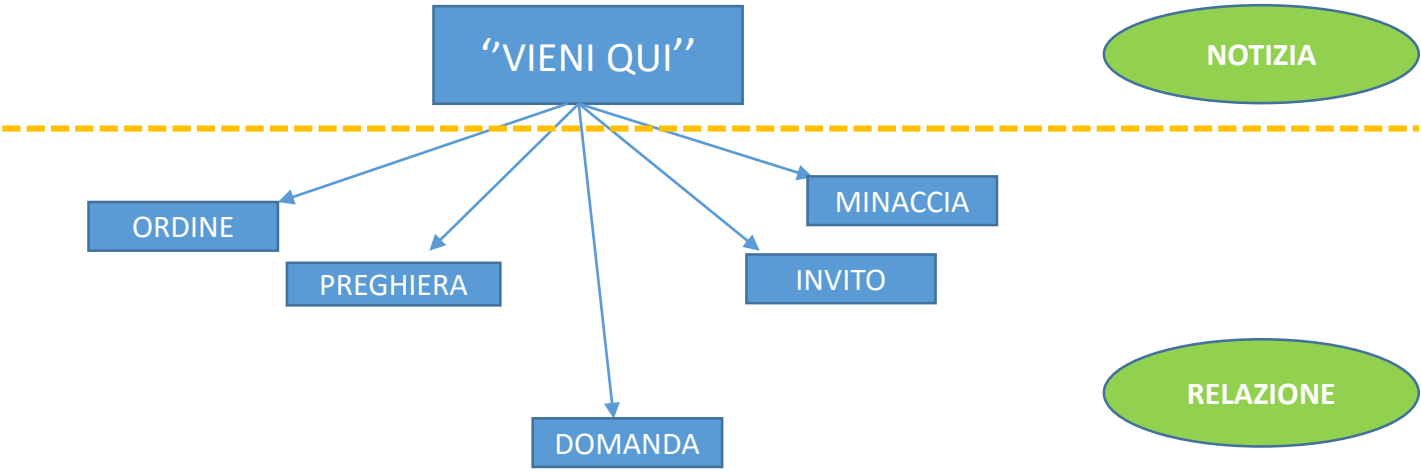 ‘’VIENI QUI’’
NOTIZIA
MINACCIA
ORDINE
PREGHIERA
INVITO
RELAZIONE
DOMANDA